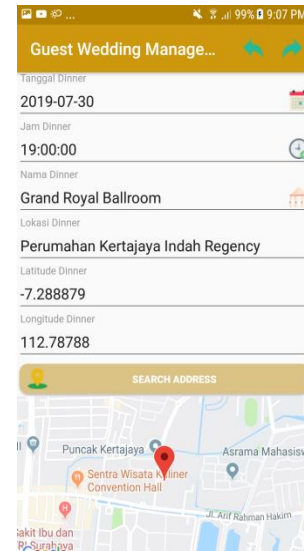 99% 9:07 PM
Guest Wedding Manage...
Tanggal Dinner
2019-07-30
Jam Dinner
19:00:00
Nama Dinner
Grand Royal Ballroom
Lokasi Dinner
Perumahan Kertajaya Indah Regency
Latitude Dinner
-7.288879
Longitude Dinner
112.78788
SEARCH ADDRESS
Puncak Kertajaya
Asrama Mahasisw
Sentra Wisata Kuliner
Convention Hall
Jl. Arif Rahman Hakim
Sakit Ibu dan
Surabaya